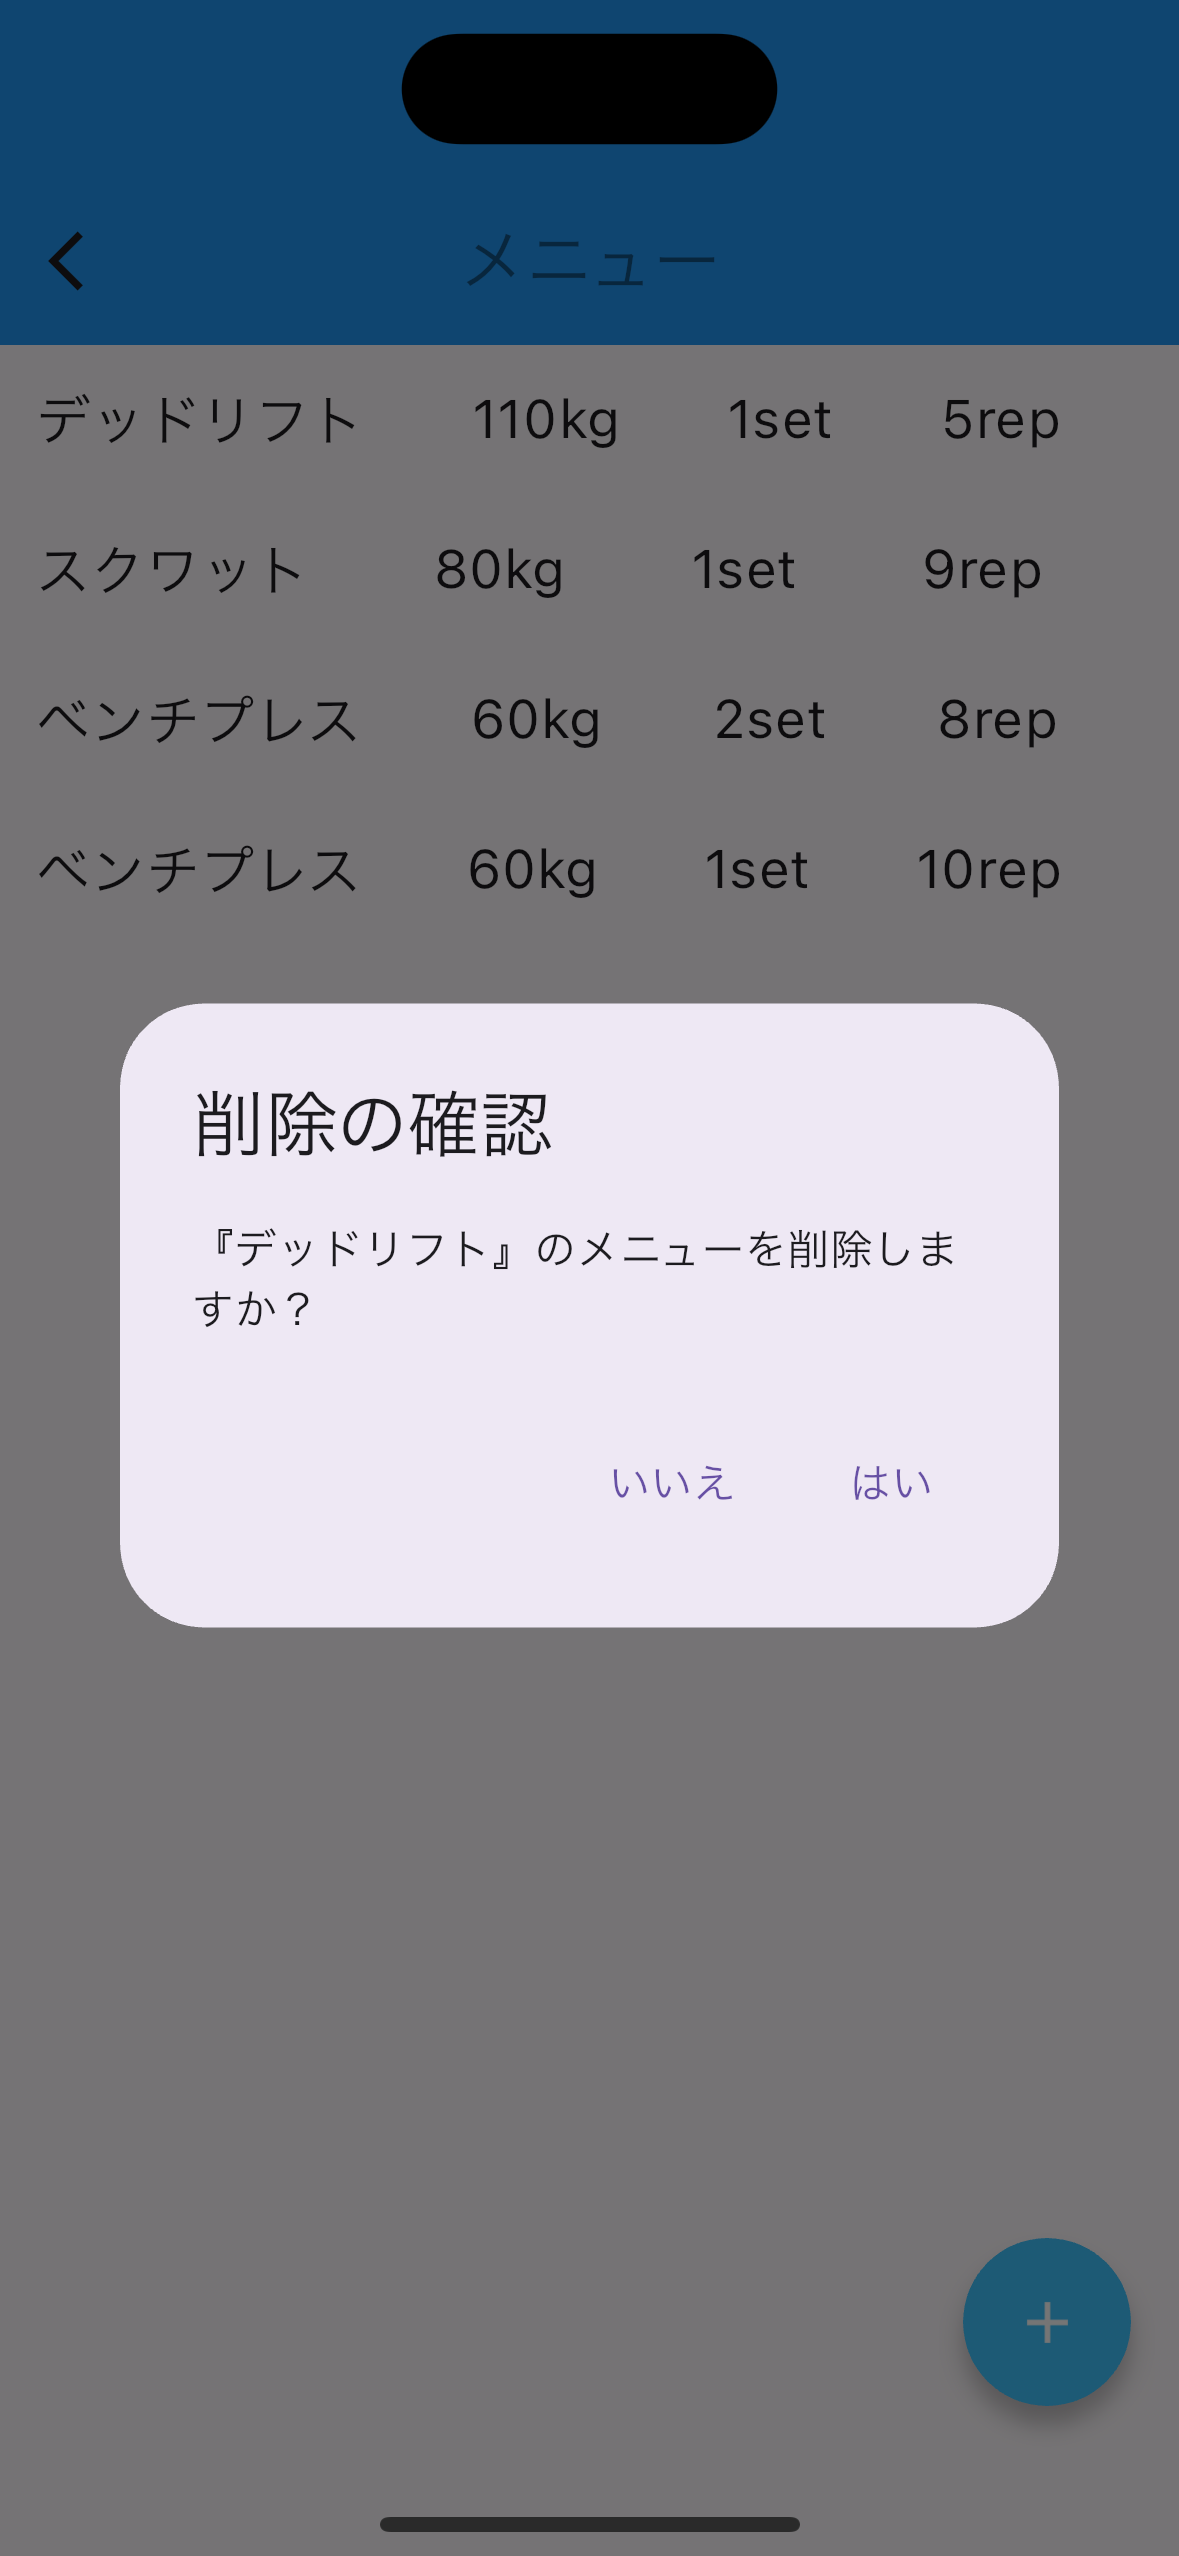 メニュー
デッドリフト 110kg 1set 5rep
スクワット 80kg 1set 9rep
ベンチプレス 60kg 2set 8rep
ベンチプレス 60kg 1set 10rep
削除の確認
『デッドリフト』のメニューを削除しま
すか？
いいえ はい
+